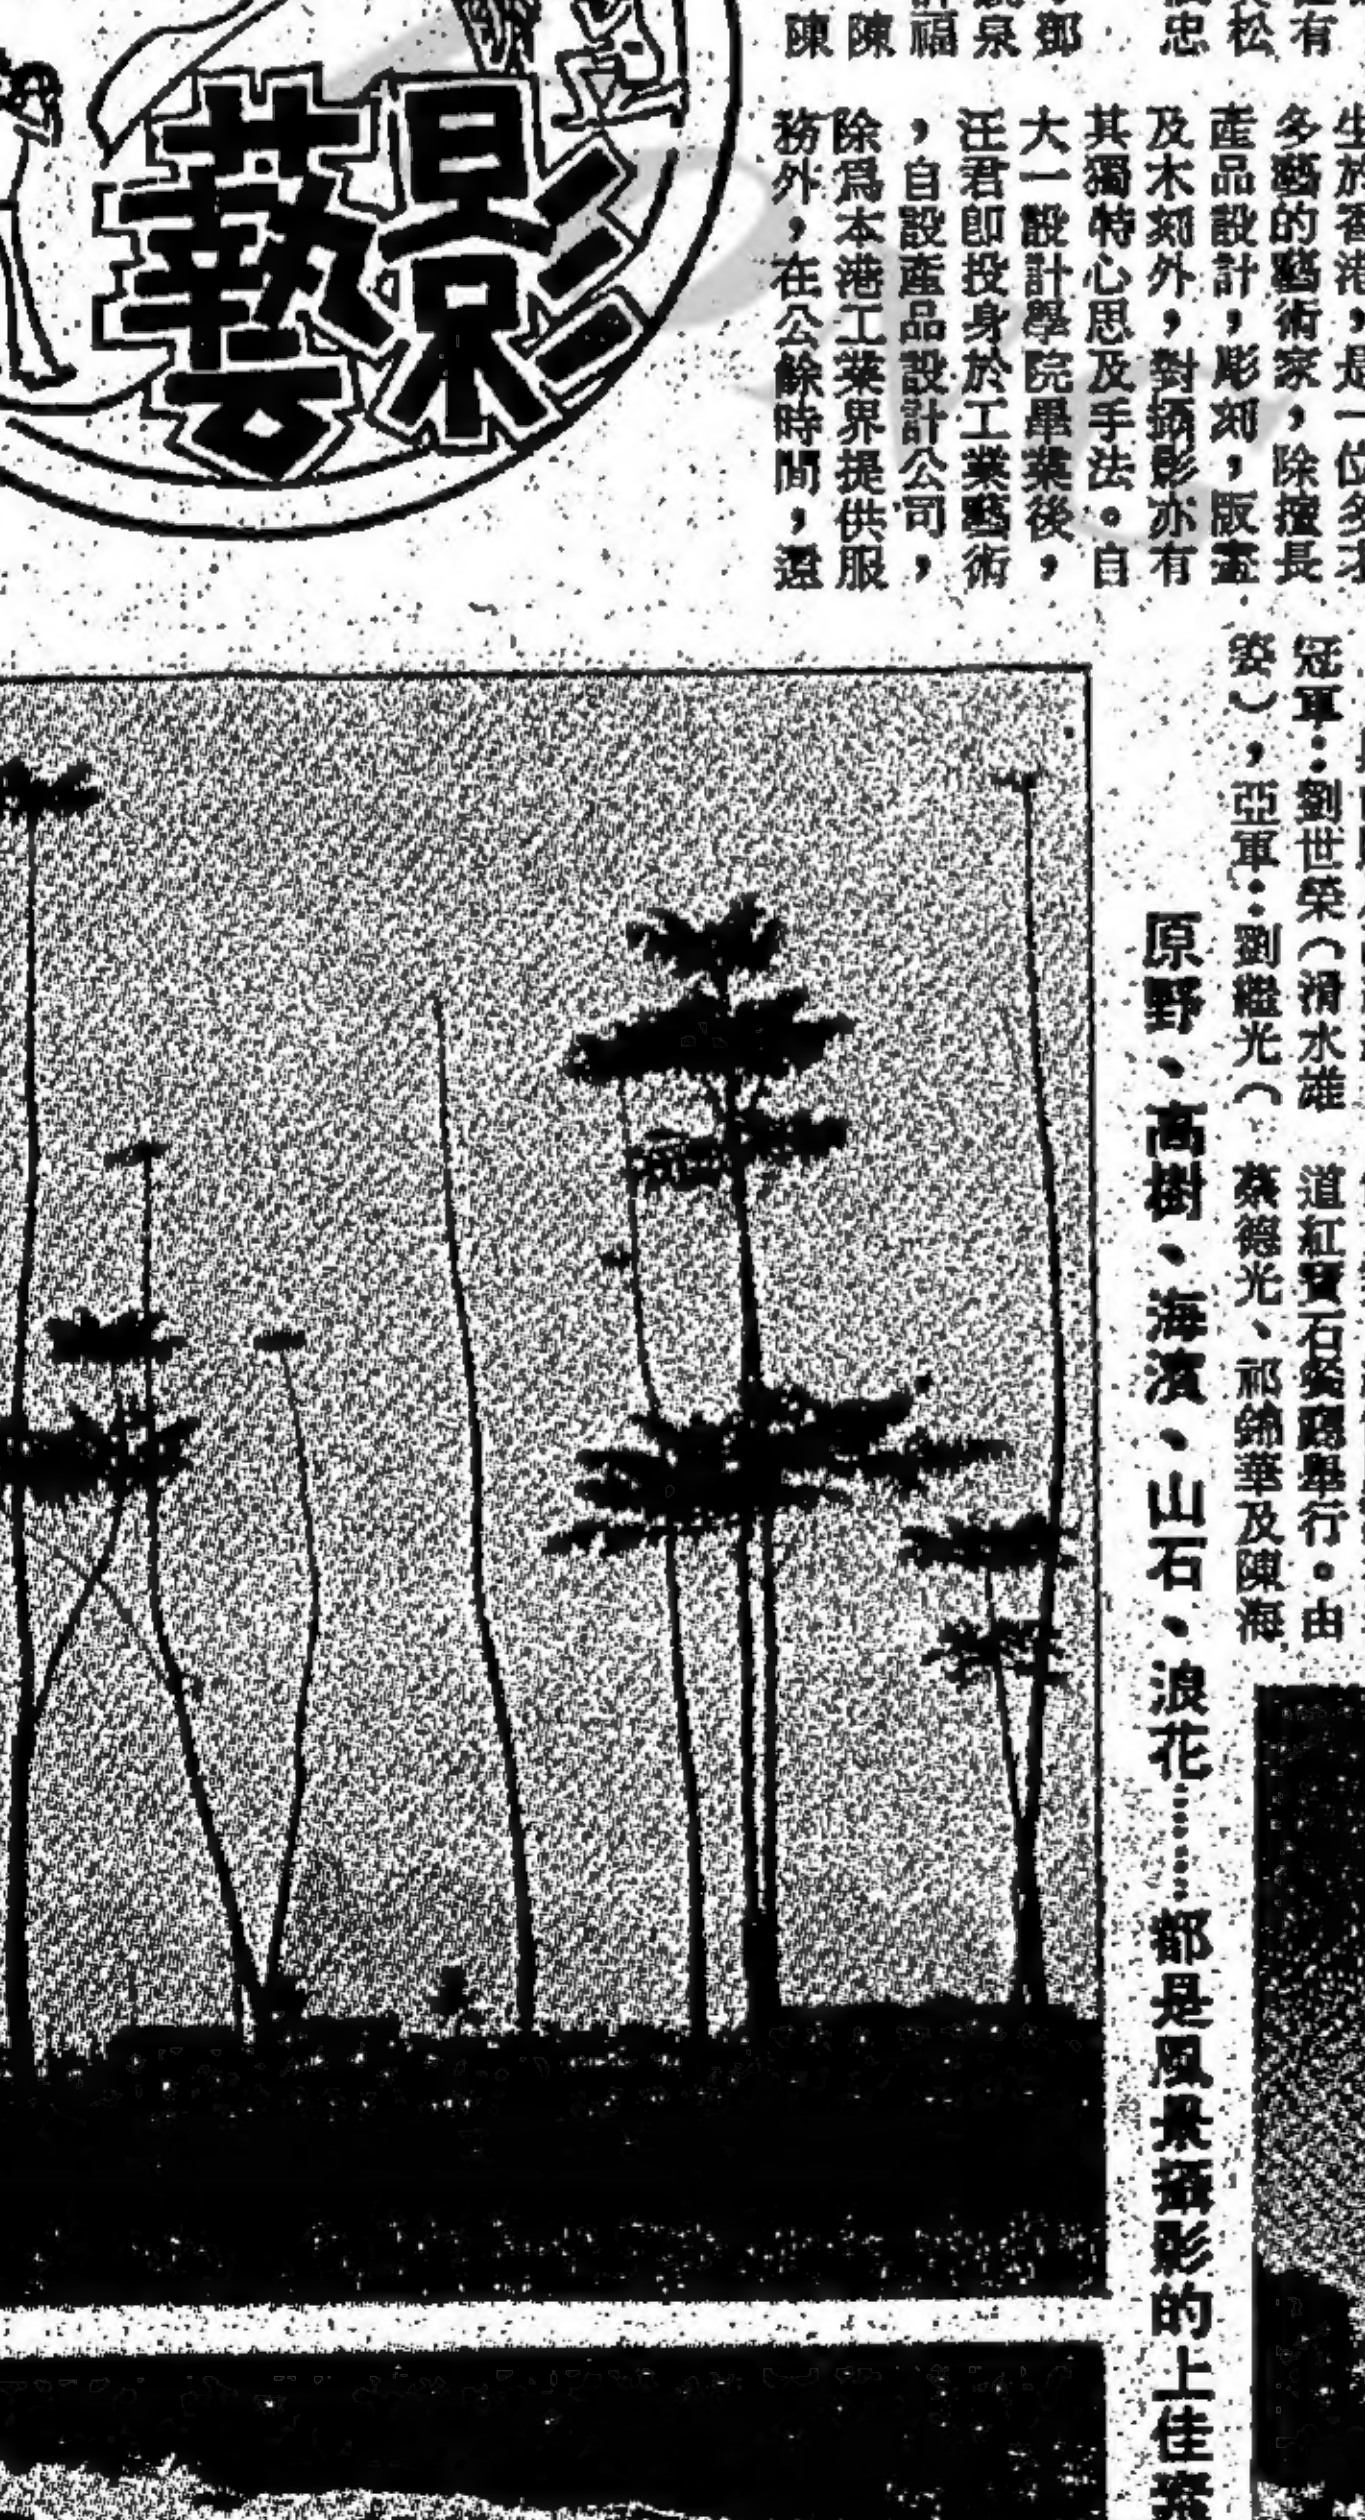 影藝
有
松
忠
鄧
泉
福
陳
陳
生於香港，是一位多才
多藝的藝術家，除擅長
產品設計，彫刻，版畫
及木刻外，對攝影亦有
其獨特心思及手法。自
大一設計學院畢業後，
汪君即投身於工業藝術
，自設產品設計公司，
除爲本港工業界提供服
務外，在公餘時間，還
冠軍：劉世榮（滑水雄
姿），亞軍：劉繼光（
道紅寶石餐廳舉行。由
蔡德光、祁錦華及陳海
原野、高樹、海濱、山石、浪花……都是風景攝影的上佳